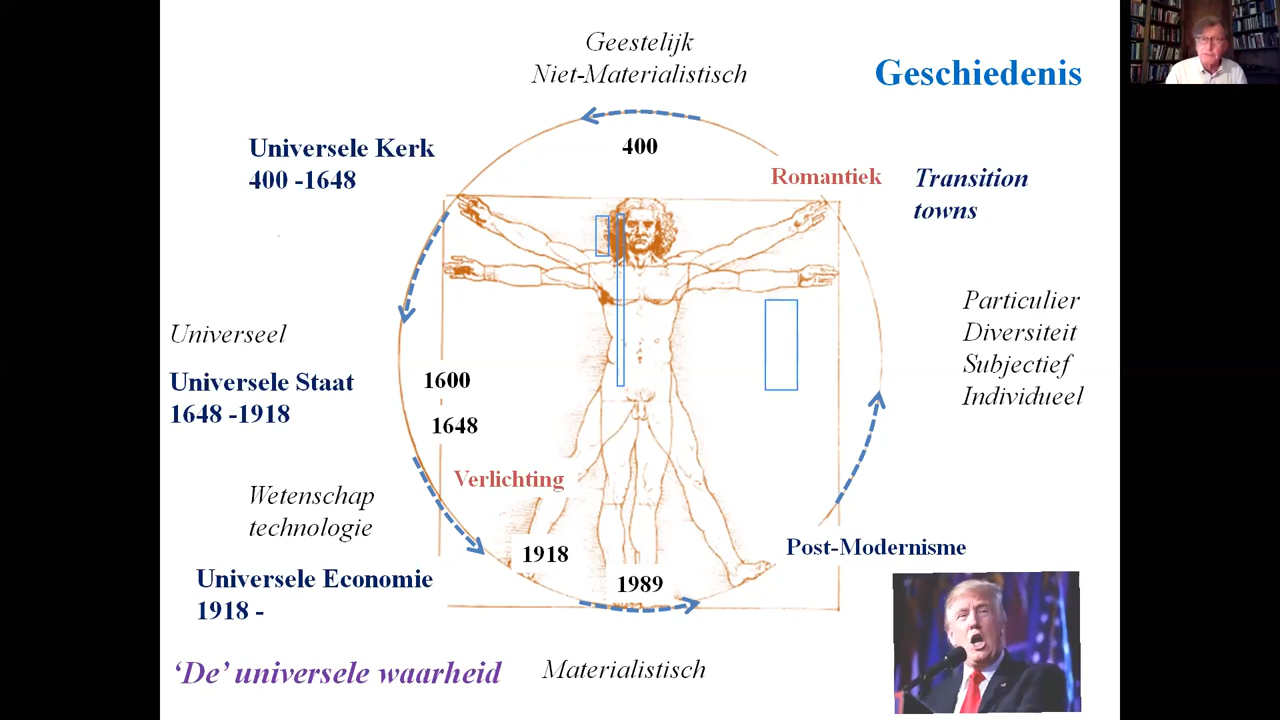 Geestelijk
Niet-Materialistisch
Geschiedenis
Universele Kerk
400 -1648
400
Romantiek
Transition
towns
Universeel
Particulier
Diversiteit
Subjectief
Individueel
Universele Staat
1648 -1918
1600
1648
Verlichting
Wetenschap
technologie
1918
1989
Post-Modernisme
Universele Economie
1918 -
‘De’ universele waarheid
Materialistisch